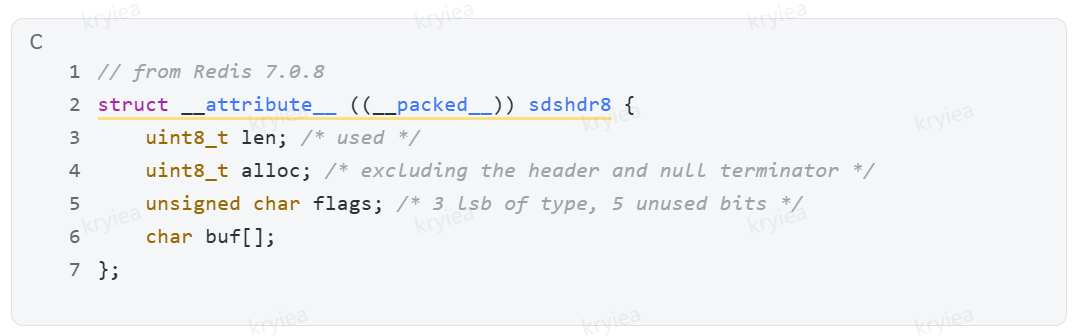 kryiea kryiea kryiea
C
1 // from Redis 7.0.8
2 struct __attribute__ ((__packed__)) sdshdr8 {
kryiea kryiea kryiea
3 uint8_t len; /* used */
4 uint8_t alloc; /* excluding the header and null terminator */
5 unsigned char flags; /* 3 lsb of type, 5 unused bits */
kryiea kryiea kryiea
6 char buf[];
7 };
kryiea kryiea kryiea